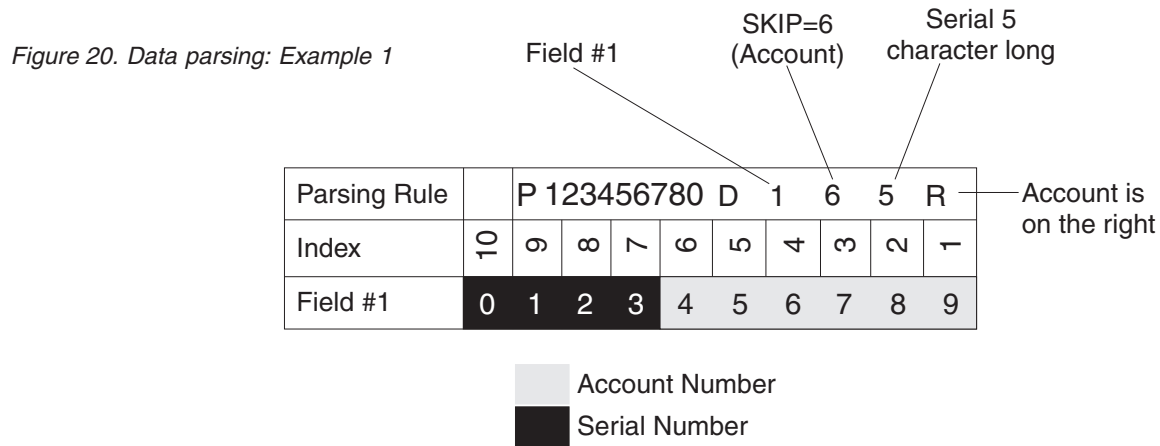 Figure 20. Data parsing: Example 1
Field #1
SKIP=6
(Account)
Serial 5
character long
Parsing Rule P 123456780 D 1 6 5 R
Account is
on the right
Index 10 9 8 7 6 5 4 3 2 1
Field #1 0 1 2 3 4 5 6 7 8 9
Account Number
Serial Number